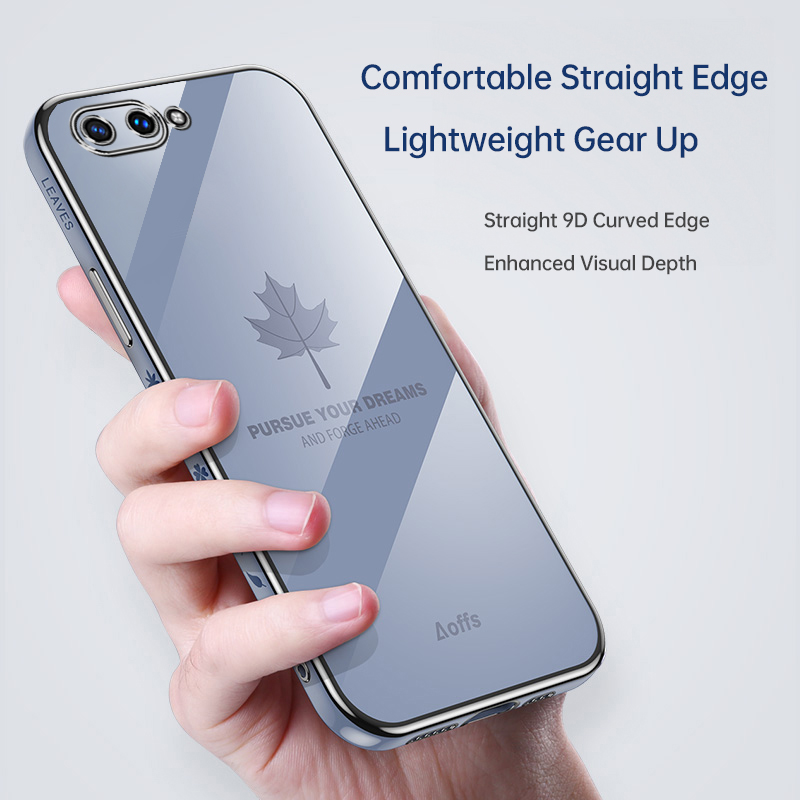 Comfortable Straight Edge
Lightweight Gear Up
Straight 9D Curved Edge
Enhanced Visual Depth
LEAVES
PURSUE YOUR DREAMS
AND FORGE AHEAD
Aoffs